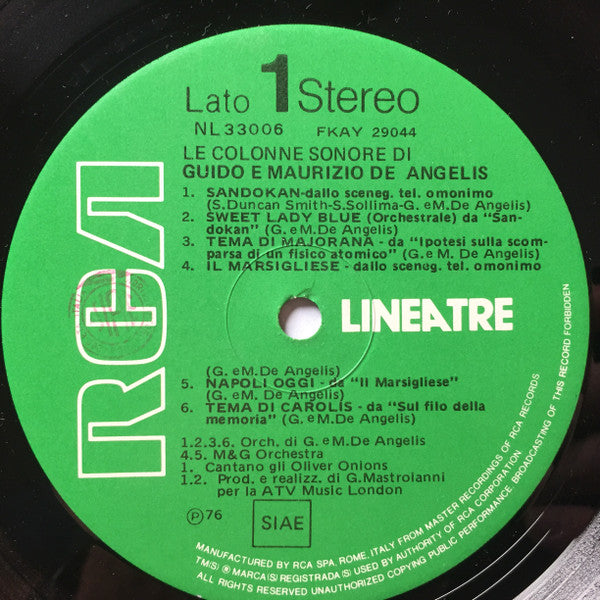 Lato 1 Stereo
NL 33006 FKAY 29044
LE COLONNE SONORE DI
GUIDO E MAURIZIO DE ANGELIS
1. SANDOKAN-dallo sceneg. tel. omonimo
(S.Duncan Smith-S.Sollima-G. e M. De Angelis)
2. SWEET LADY BLUE (Orchestrale) da "San-
dokan" (G. e M. De Angelis)
3. TEMA DI MAJORANA - da "Ipotesi sulla scom-
parsa di un fisico atomico" (G. e M. De Angelis)
4. IL MARSIGLIESE - dallo sceneg. tel. omonimo
RCA
LINEATRE
(G. e M. De Angelis)
5. NAPOLI OGGI - da "Il Marsigliese"
(G. e M. De Angelis)
6. TEMA DI CAROLIS - da "Sul filo della
memoria" (G. e M. De Angelis)
1.2.3.6. Orch. di G. e M. De Angelis
4.5. M&G Orchestra
1. Cantano gli Oliver Onions
1.2. Prod. e realizz. di G.Mastroianni
per la ATV Music London
Ⓟ 76
SIAE
MANUFACTURED BY RCA SPA, ROME, ITALY FROM MASTER RECORDINGS OF RCA RECORDS
TM(S) ® MARCA(S) REGISTRADA(S) USED BY AUTHORITY OF RCA CORPORATION.
ALL RIGHTS RESERVED UNAUTHORIZED COPYING PUBLIC PERFORMANCE BROADCASTING OF THIS RECORD FORBIDDEN